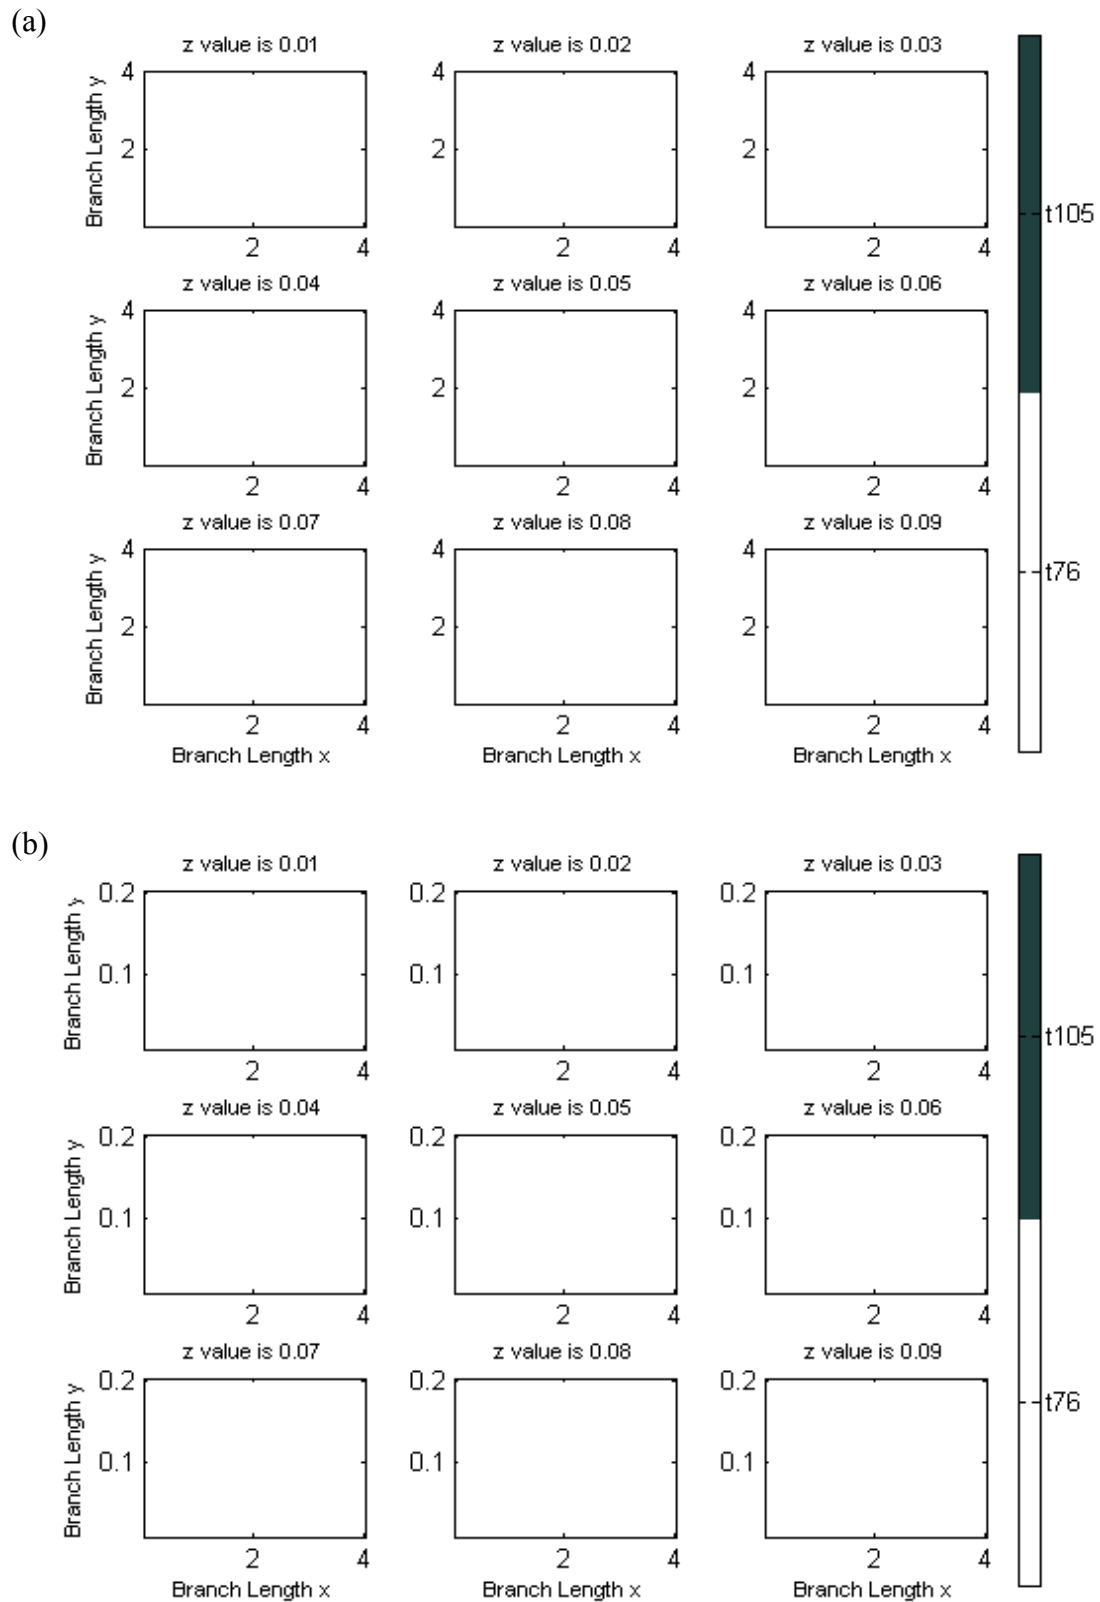 (a)
z value is 0.01 z value is 0.02 z value is 0.03
4 4 4
Branch Length y
2 2 2
t105
2 4 2 4 2 4
z value is 0.04 z value is 0.05 z value is 0.06
4 4 4
Branch Length y
2 2 2
2 4 2 4 2 4
z value is 0.07 z value is 0.08 z value is 0.09
4 4 4
Branch Length y
t76
2 2 2
2 4 2 4 2 4
Branch Length x Branch Length x Branch Length x
(b)
z value is 0.01 z value is 0.02 z value is 0.03
0.2 0.2 0.2
Branch Length y
0.1 0.1 0.1
t105
2 4 2 4 2 4
z value is 0.04 z value is 0.05 z value is 0.06
0.2 0.2 0.2
Branch Length y
0.1 0.1 0.1
2 4 2 4 2 4
z value is 0.07 z value is 0.08 z value is 0.09
0.2 0.2 0.2
Branch Length y
t76
0.1 0.1 0.1
2 4 2 4 2 4
Branch Length x Branch Length x Branch Length x